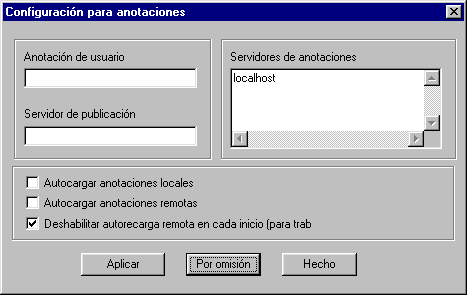 Configuración para anotaciones
Anotación de usuario
Servidor de publicación
Servidores de anotaciones
localhost
Autocargar anotaciones locales
Autocargar anotaciones remotas
Deshabilitar autorecarga remota en cada inicio (para trab
Aplicar
Por omisión
Hecho